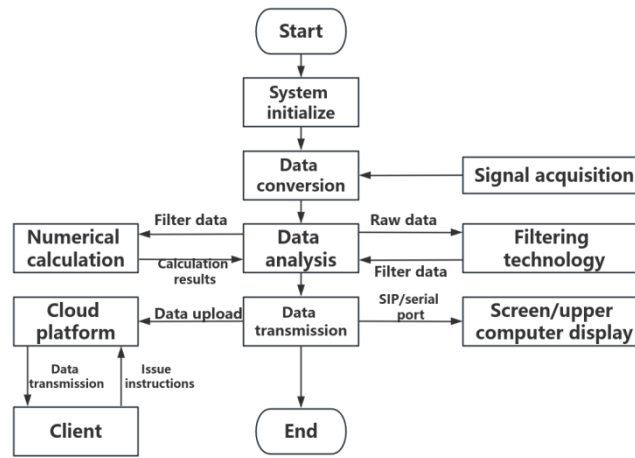 Start
System
initialize
Data
conversion
Signal acquisition
Filter data
Raw data
Numerical
calculation
Data
analysis
Filtering
technology
Calculation
results
Filter data
Cloud
platform
Data upload
Data
transmission
SIP/serial
port
Screen/upper
computer display
Data
transmission
Issue
instructions
Client
End